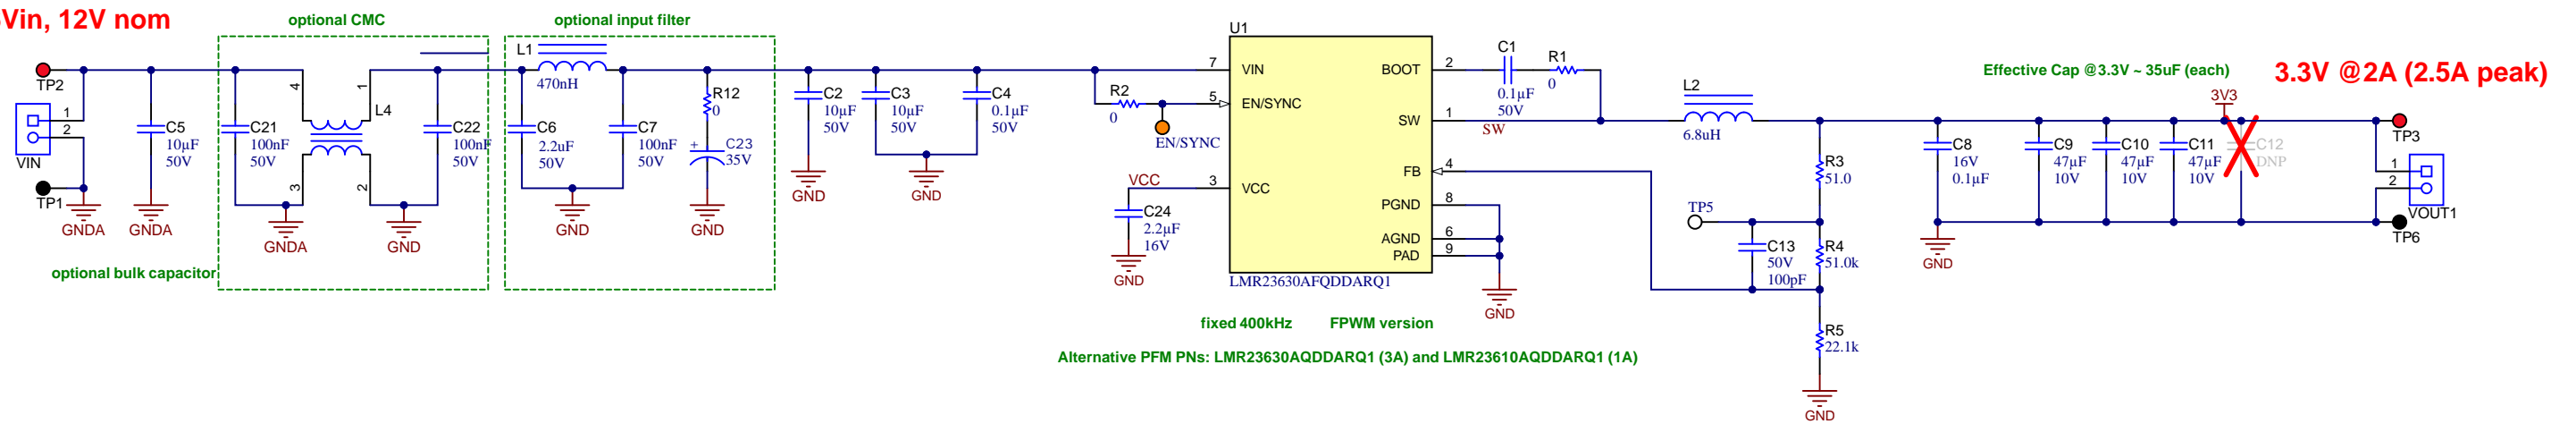 Vin, 12V nom
optional CMC
optional input filter
TP2
1
2
VIN
TP1
GNDA
C5
10µF
50V
GNDA
optional bulk capacitor
C21
100nF
50V
4
1
L4
3
2
GNDA
GND
C22
100nF
50V
L1
470nH
C6
2.2uF
50V
GND
C7
100nF
50V
R12
0
+
C23
35V
GND
C2
10µF
50V
GND
C3
10µF
50V
GND
C4
0.1µF
50V
R2
0
EN/SYNC
VCC
C24
2.2µF
16V
GND
U1
7
VIN
5
EN/SYNC
3
VCC
BOOT
2
SW
1
FB
4
PGND
8
AGND
6
PAD
9
LMR23630AFQDDARQ1
GND
fixed 400kHz
FPWM version
Alternative PFM PNs: LMR23630AQDDARQ1 (3A) and LMR23610AQDDARQ1 (1A)
C1
0.1µF
50V
R1
0
SW
L2
6.8uH
R3
51.0
TP5
C13
50V
100pF
R4
51.0k
R5
22.1k
GND
Effective Cap @3.3V ~ 35uF (each)
3.3V @2A (2.5A peak)
3V3
C8
16V
0.1µF
GND
C9
47µF
10V
C10
47µF
10V
C11
47µF
10V
C12
DNP
TP3
1
2
VOUT1
TP6